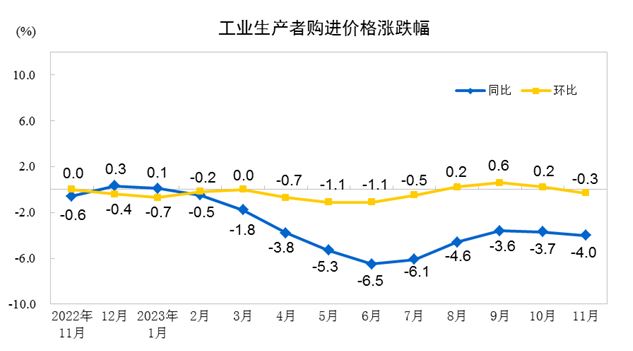 工业生产者购进价格涨跌幅
(%)
10.0
6.0
2.0
-2.0
-6.0
-10.0
同比
环比
0.0
0.3
0.1
-0.2
0.0
-0.7
-1.1
-1.1
-0.5
0.2
0.6
0.2
-0.3
-0.6
-0.4
-0.7
-0.5
-1.8
-3.8
-5.3
-6.5
-6.1
-4.6
-3.6
-3.7
-4.0
2022年
11月
12月
2023年
1月
2月
3月
4月
5月
6月
7月
8月
9月
10月
11月